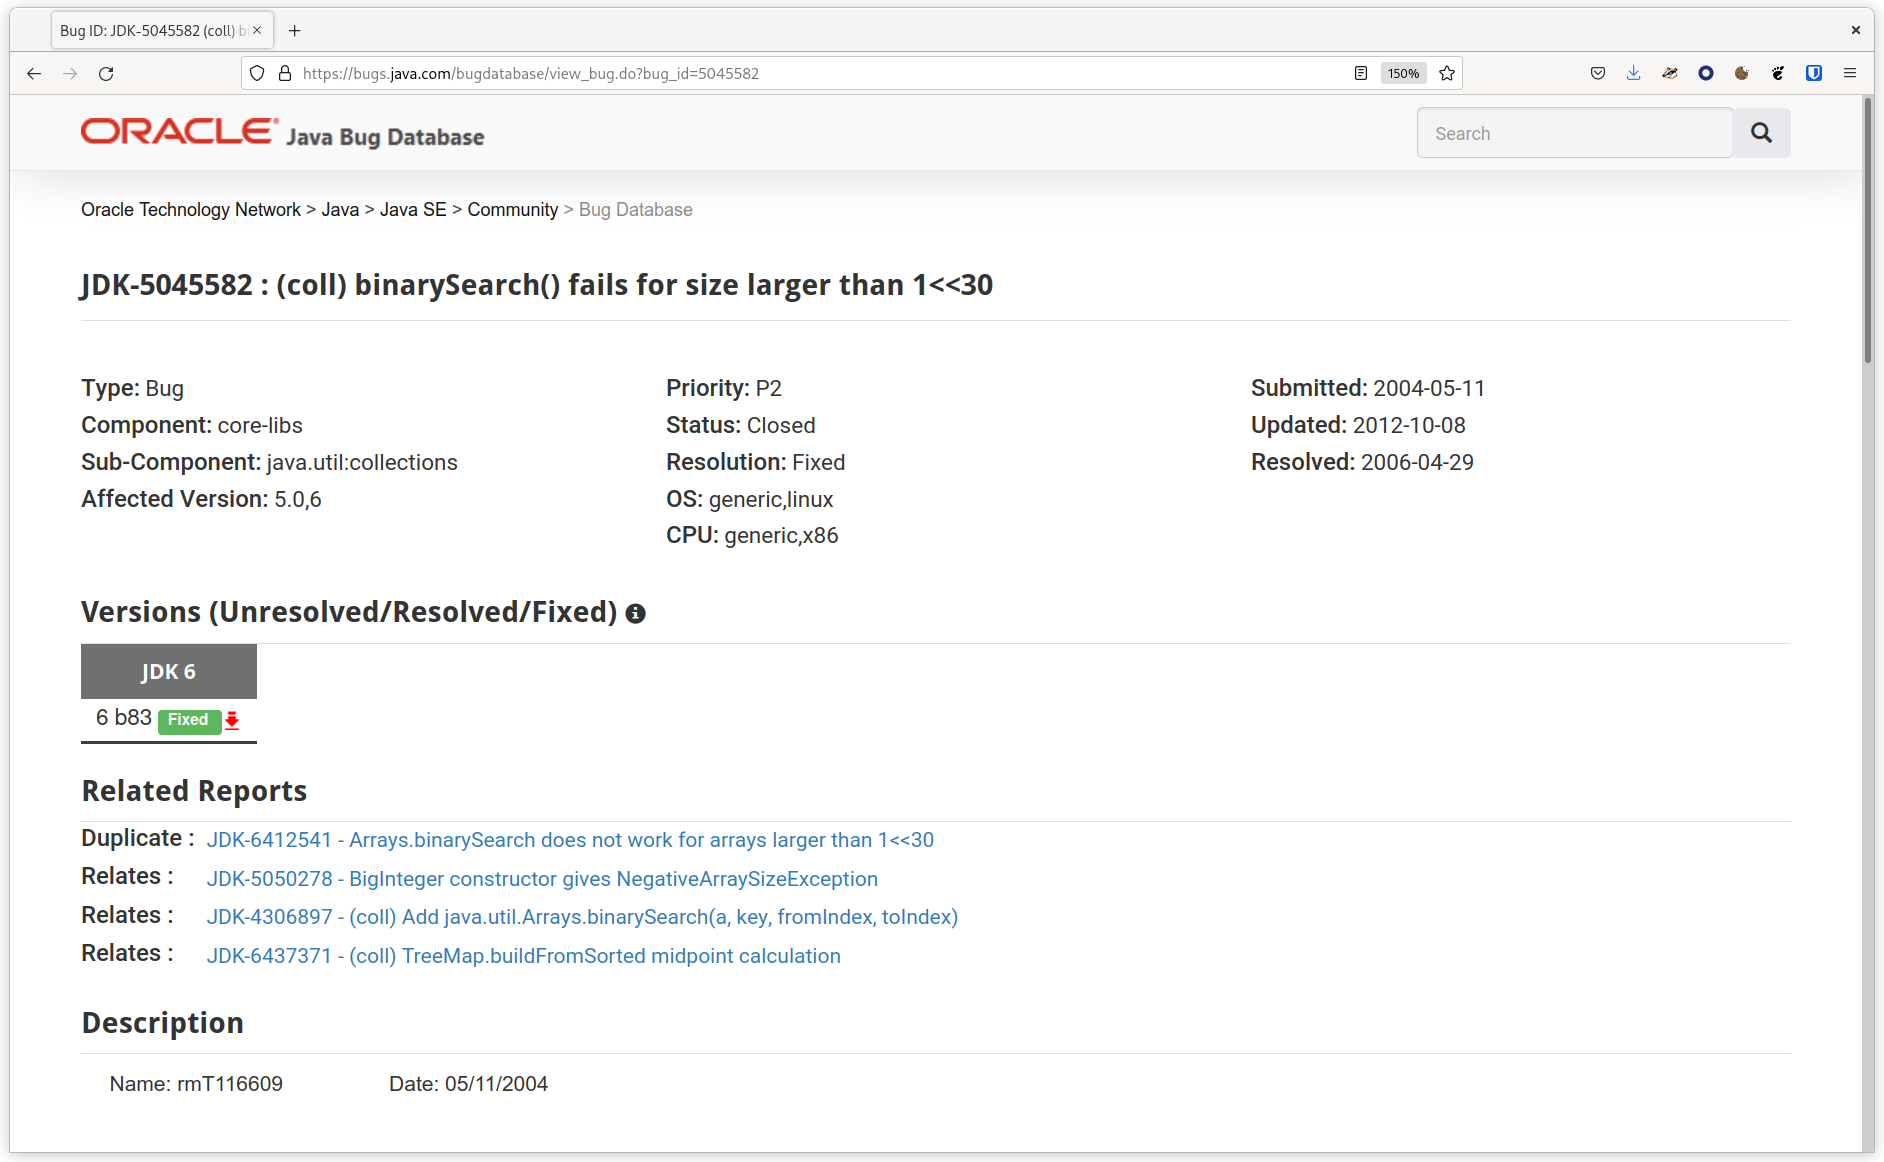 Bug ID: JDK-5045582 (coll) b
https://bugs.java.com/bugdatabase/view_bug.do?bug_id=5045582
150%
ORACLE Java Bug Database
Search
Oracle Technology Network > Java > Java SE > Community > Bug Database
JDK-5045582 : (coll) binarySearch() fails for size larger than 1<<30
Type: Bug
Component: core-libs
Sub-Component: java.util:collections
Affected Version: 5.0,6
Priority: P2
Status: Closed
Resolution: Fixed
OS: generic,linux
CPU: generic,x86
Submitted: 2004-05-11
Updated: 2012-10-08
Resolved: 2006-04-29
Versions (Unresolved/Resolved/Fixed)
JDK 6
6 b83 Fixed
Related Reports
Duplicate : JDK-6412541 - Arrays.binarySearch does not work for arrays larger than 1<<30
Relates : JDK-5050278 - BigInteger constructor gives NegativeArraySizeException
Relates : JDK-4306897 - (coll) Add java.util.Arrays.binarySearch(a, key, fromIndex, toIndex)
Relates : JDK-6437371 - (coll) TreeMap.buildFromSorted midpoint calculation
Description
Name: rmT116609 Date: 05/11/2004